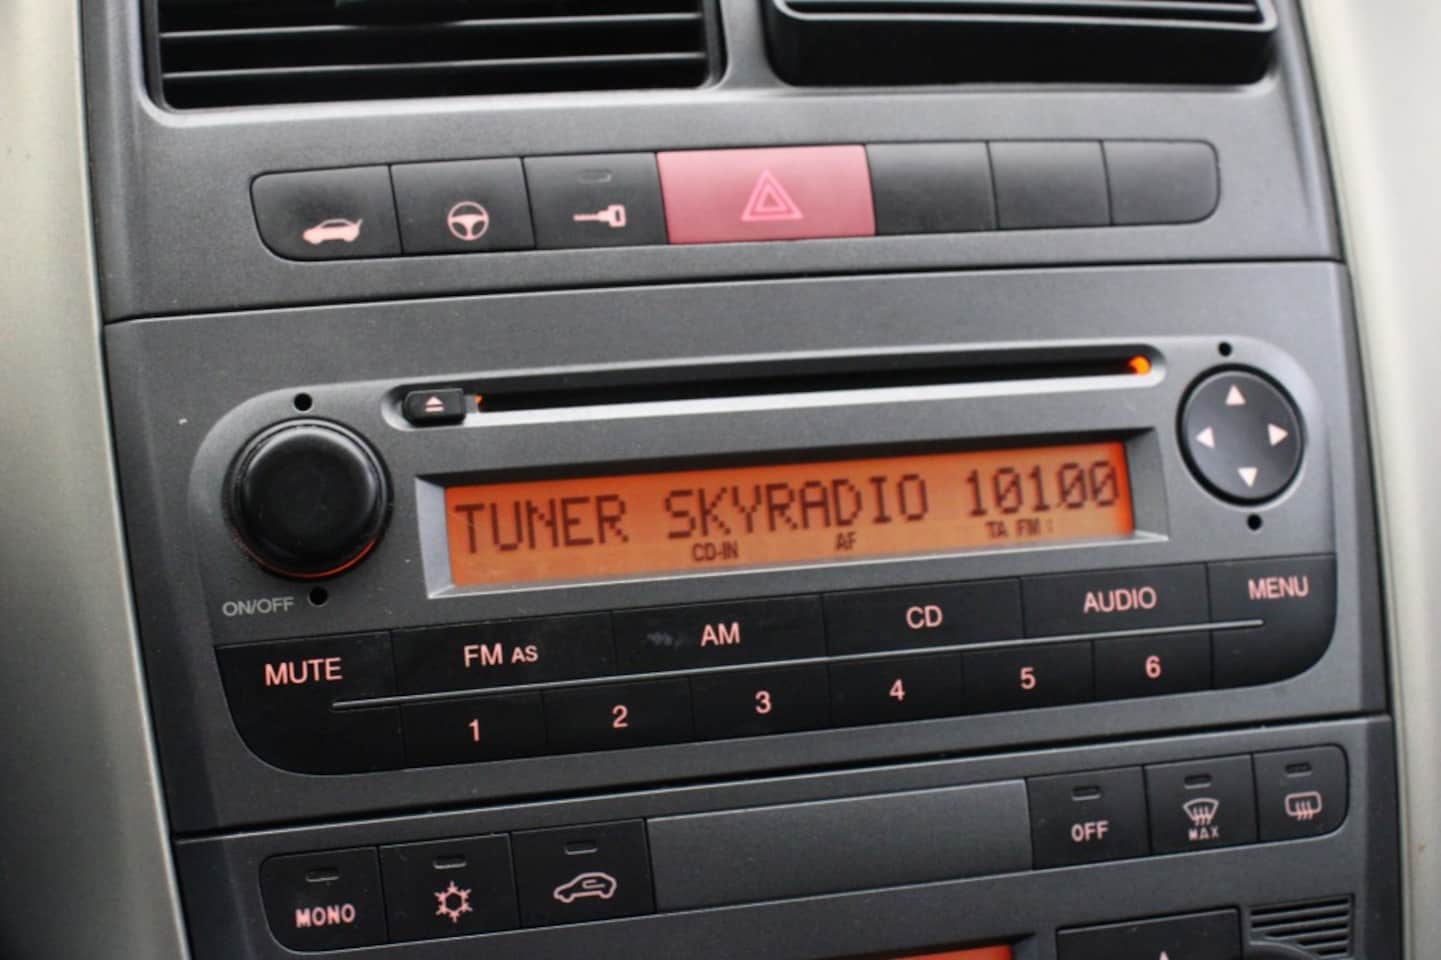 TUNER SKYRADIO 10100
CD-IN AF TA FM
ON/OFF
MUTE FM AS AM CD AUDIO MENU
1 2 3 4 5 6
OFF MAX
MONO